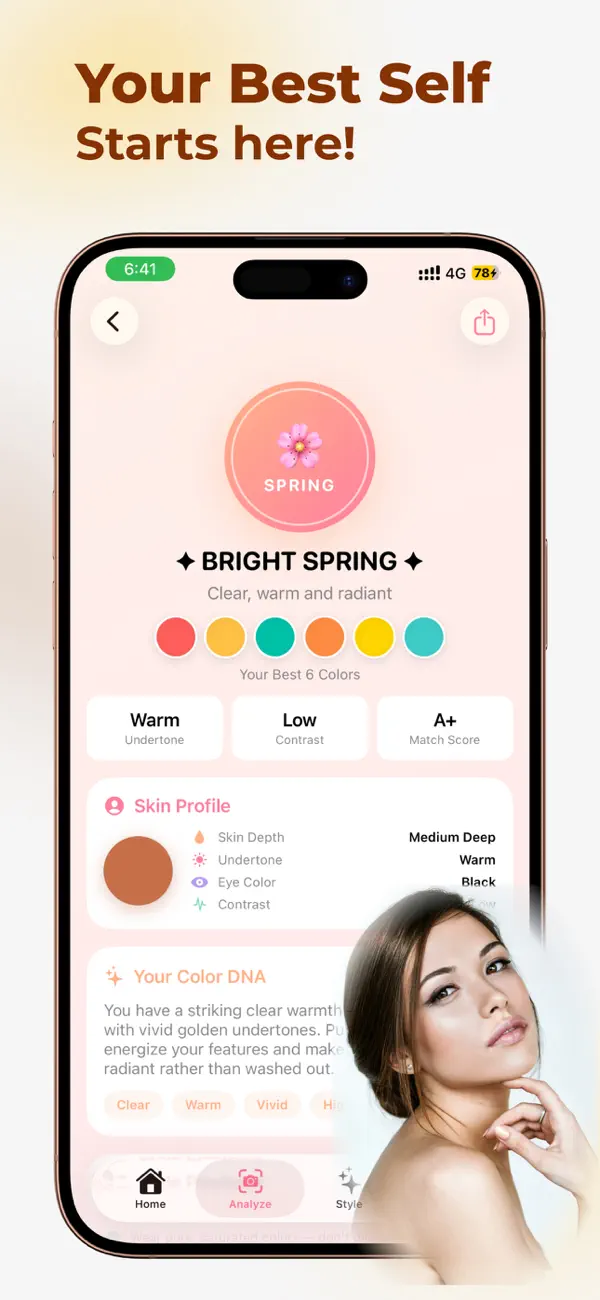 Your Best Self
Starts here!
6:41
4G 78
SPRING
✦ BRIGHT SPRING ✦
Clear, warm and radiant
Your Best 6 Colors
Warm
Undertone
Low
Contrast
A+
Match Score
Skin Profile
Skin Depth Medium Deep
Undertone Warm
Eye Color Black
Contrast
Your Color DNA
You have a striking clear warmth
with vivid golden undertones.
energize your features and make
radiant rather than washed out.
Clear Warm Vivid
Home Analyze Style